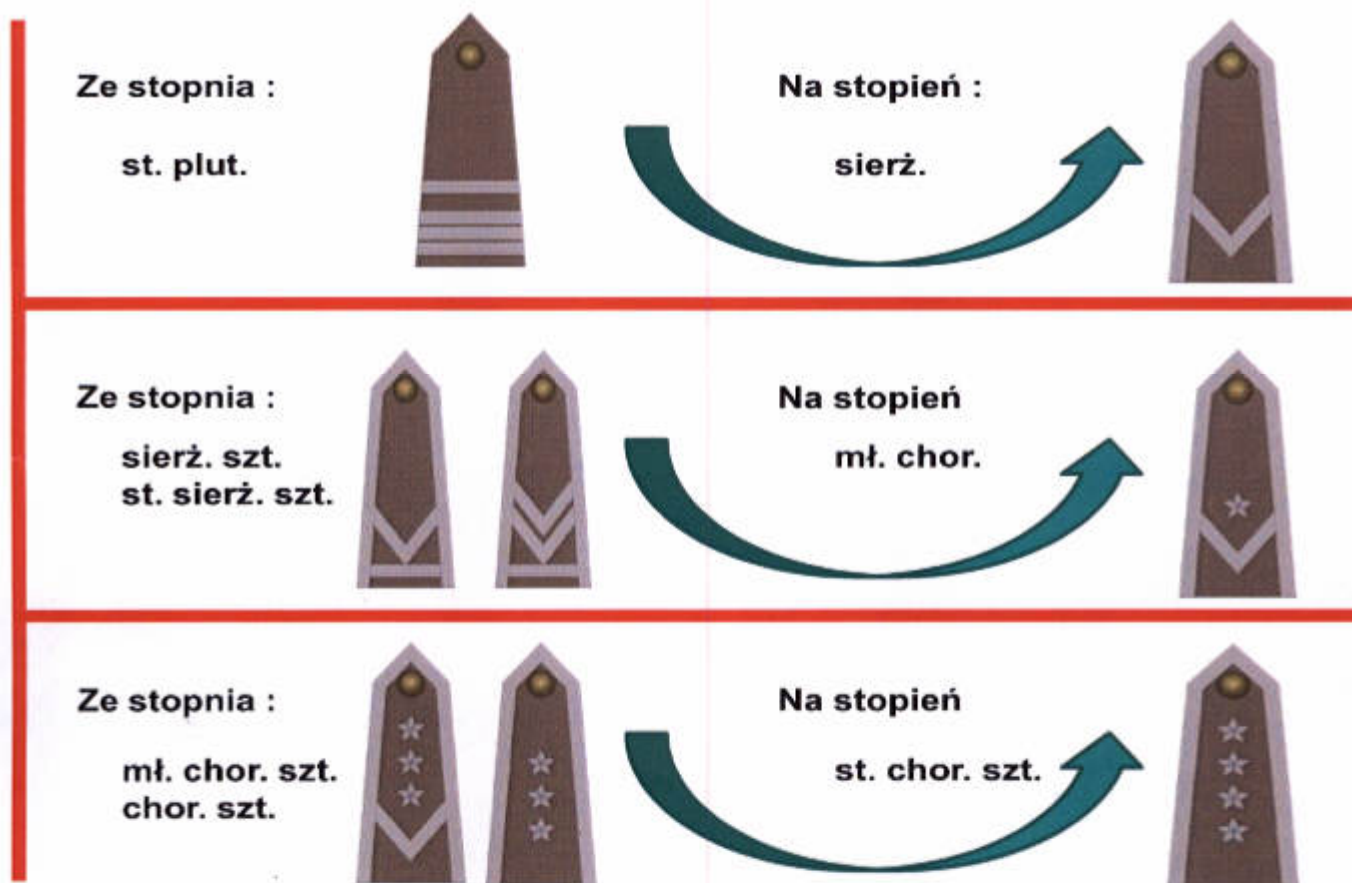 Ze stopnia :
st. plut.
Na stopień :
sierż.
Ze stopnia :
sierż. szt.
st. sierż. szt.
Na stopień
mł. chor.
Ze stopnia :
mł. chor. szt.
chor. szt.
Na stopień
st. chor. szt.